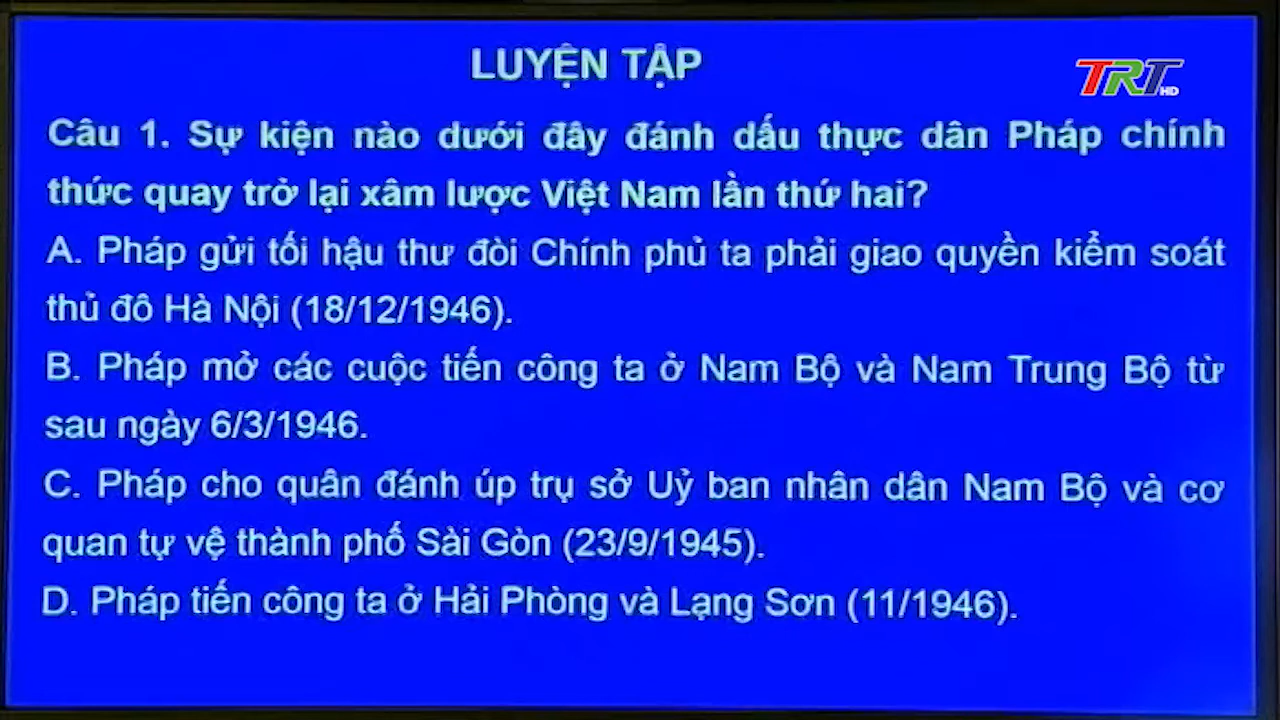 LUYỆN TẬP
TRT HD
Câu 1. Sự kiện nào dưới đây đánh dấu thực dân Pháp chính
thức quay trở lại xâm lược Việt Nam lần thứ hai?
A. Pháp gửi tối hậu thư đòi Chính phủ ta phải giao quyền kiểm soát
thủ đô Hà Nội (18/12/1946).
B. Pháp mở các cuộc tiến công ta ở Nam Bộ và Nam Trung Bộ từ
sau ngày 6/3/1946.
C. Pháp cho quân đánh úp trụ sở Uỷ ban nhân dân Nam Bộ và cơ
quan tự vệ thành phố Sài Gòn (23/9/1945).
D. Pháp tiến công ta ở Hải Phòng và Lạng Sơn (11/1946).